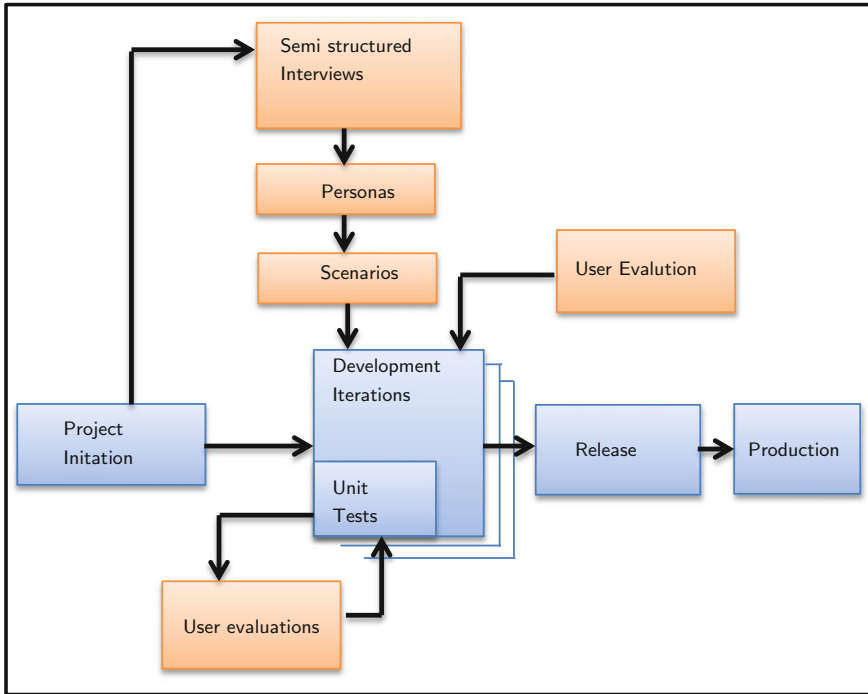 Semi structured
Interviews
Personas
Scenarios
User Evalution
Development
Iterations
Project
Initation
Unit
Tests
Release
Production
User evaluations